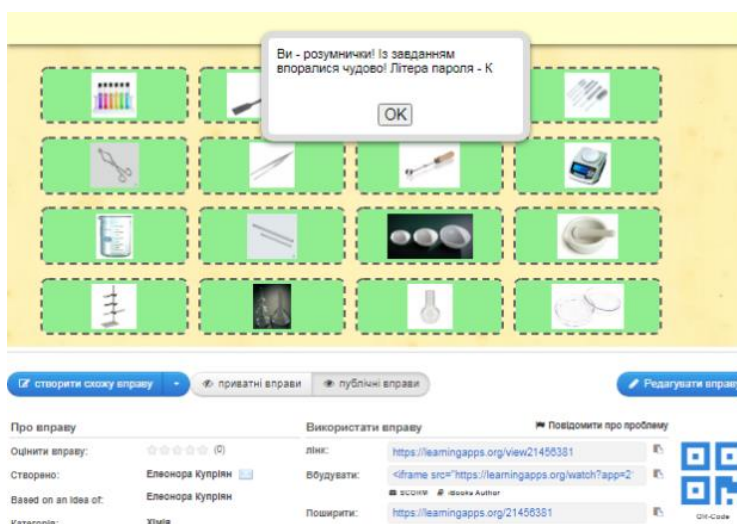 Ви - розумнички! Із завданням
впоралися чудово! Літера пароля - К
OK
створити схожу вправу
приватні вправи
публічні вправи
Редагувати вправу
Про вправу
Використати вправу
Повідомити про проблему
Оцінити вправу:
(0)
лінк:
https://learningapps.org/view21456381
Створено:
Елеонора Купріян
Вбудувати:
<iframe src="https://learningapps.org/watch?app=2
SCORM
iBooks Author
Based on an idea of:
Елеонора Купріян
Поширити:
https://learningapps.org/21456381
QR-Code
Категорія:
Хімія